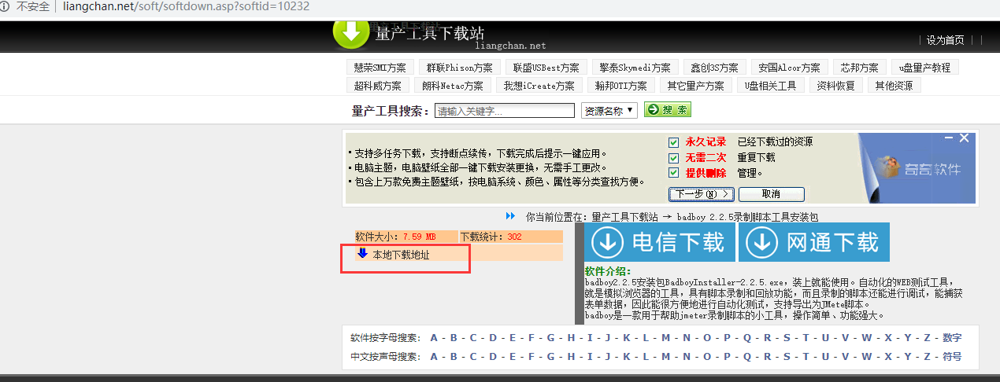 不安全 | liangchan.net/soft/softdown.asp?softid=10232
量产工具下载站
liangchan.net
| 设为首页 | |
慧荣SMI方案 群联Phison方案 联盛USBest方案 擎泰Skymedi方案 鑫创3S方案 安国Alcor方案 芯邦方案 u盘量产教程
超科威方案 朗科Netac方案 我想iCreate方案 瀚邦OTI方案 其它量产方案 U盘相关工具 资料恢复 其他资源
量产工具搜索： 请输入关键字... 资源名称 搜 索
• 支持多任务下载，支持断点续传，下载完成后提示一键应用。
• 电脑主题，电脑壁纸全部一键下载安装更换，无需手工更改。
• 包含上万款免费主题壁纸，按电脑系统、颜色、属性等分类查找方便。
永久记录 已经下载过的资源
无需二次 重复下载
提供删除 管理。
下一步(N) > 取消
奇奇软件
你当前位置在：量产工具下载站 → badboy 2.2.5录制脚本工具安装包
软件大小：7.59 MB 下载统计：302
本地下载地址
电信下载 网通下载
软件介绍：
badboy2.2.5安装包BadboyInstaller-2.2.5.exe，装上就能使用。自动化的WEB测试工具，
就是模拟浏览器的工具，具有脚本录制和回放功能，而且录制的脚本还能进行调试，能捕获
表单数据，因此能很方便地进行自动化测试，支持导出为JMete脚本。
badboy是一款用于帮助jmeter录制脚本的小工具，操作简单、功能强大。
软件按字母搜索： A - B - C - D - E - F - G - H - I - J - K - L - M - N - O - P - Q - R - S - T - U - V - W - X - Y - Z - 数字
中文按声母搜索： A - B - C - D - E - F - G - H - I - J - K - L - M - N - O - P - Q - R - S - T - U - V - W - X - Y - Z - 符号